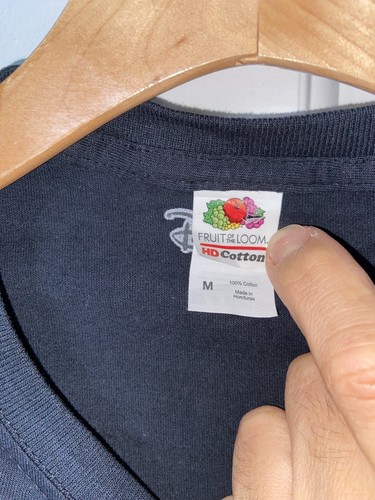 FRUIT OF THE LOOM
HD Cotton
M
100% Cotton
Made in
Honduras